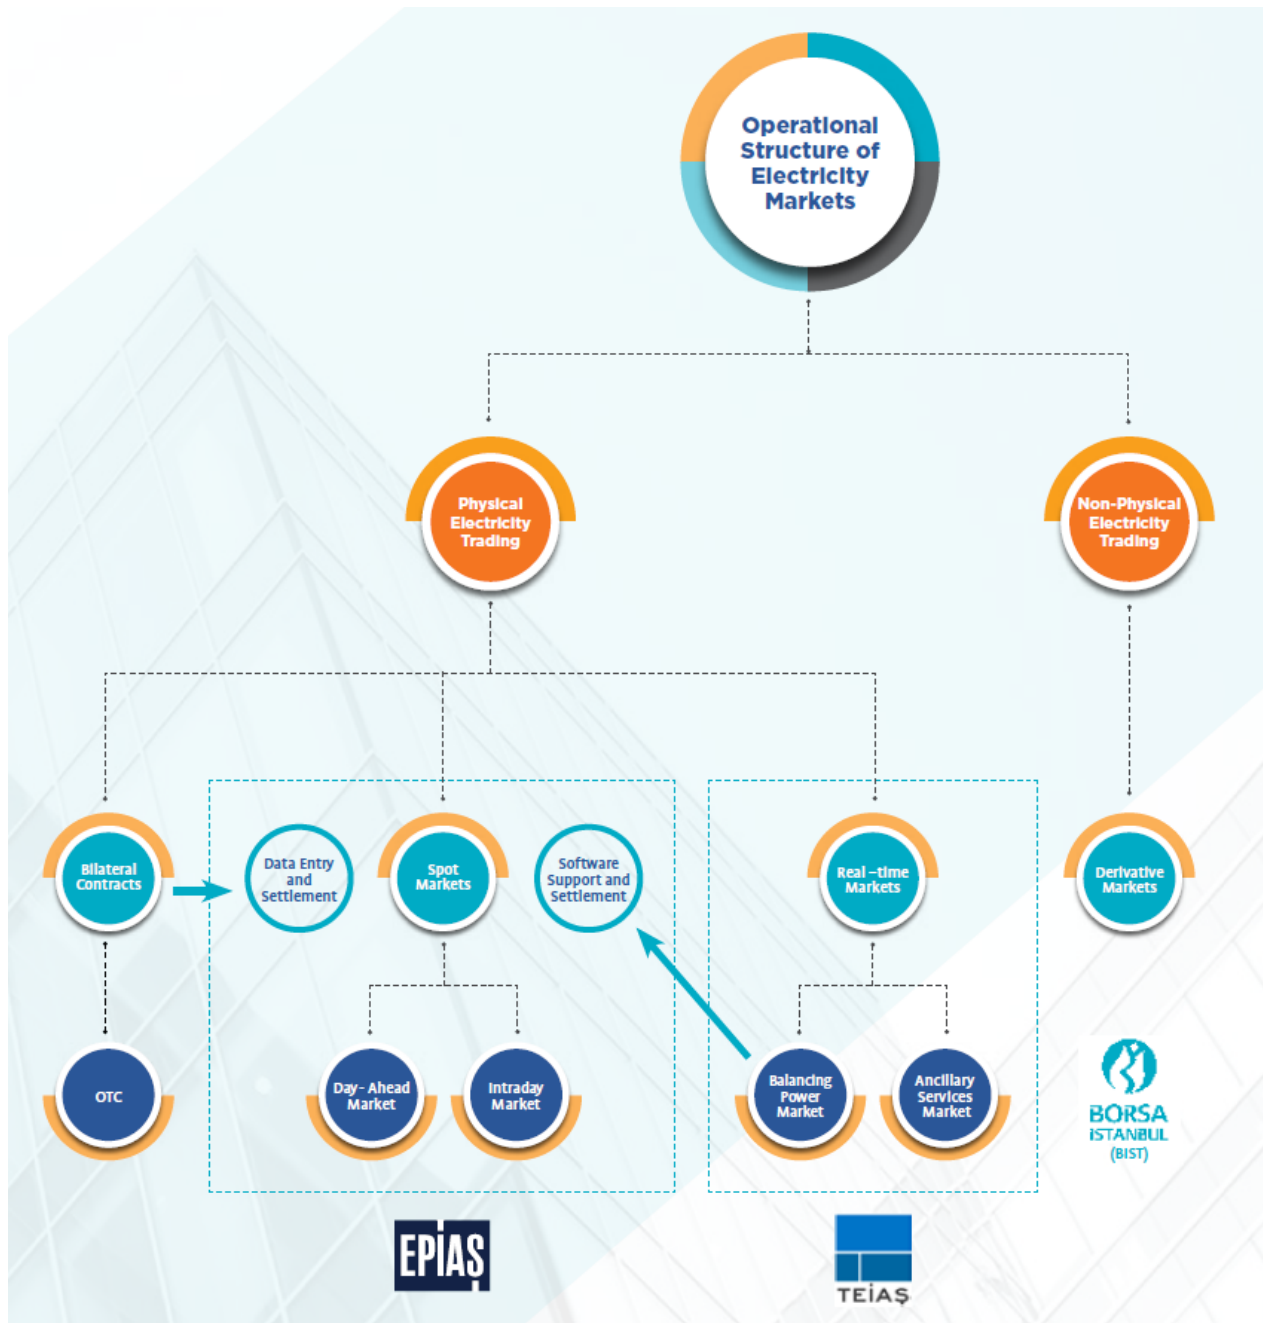 Operational
Structure of
Electricity
Markets
Physical
Electricity
Trading
Non-Physical
Electricity
Trading
Bilateral
Contracts
Data Entry
and
Settlement
Spot
Markets
Software
Support and
Settlement
Real –time
Markets
Derivative
Markets
OTC
Day- Ahead
Market
Intraday
Market
Balancing
Power
Market
Ancillary
Services
Market
BORSA
İSTANBUL
(BIST)
EPİAŞ
TEİAŞ